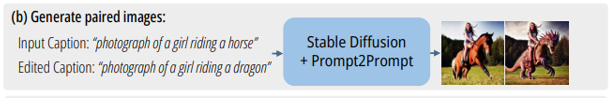 (b) Generate paired images:
Input Caption: “photograph of a girl riding a horse”
Edited Caption: “photograph of a girl riding a dragon”
Stable Diffusion
+ Prompt2Prompt